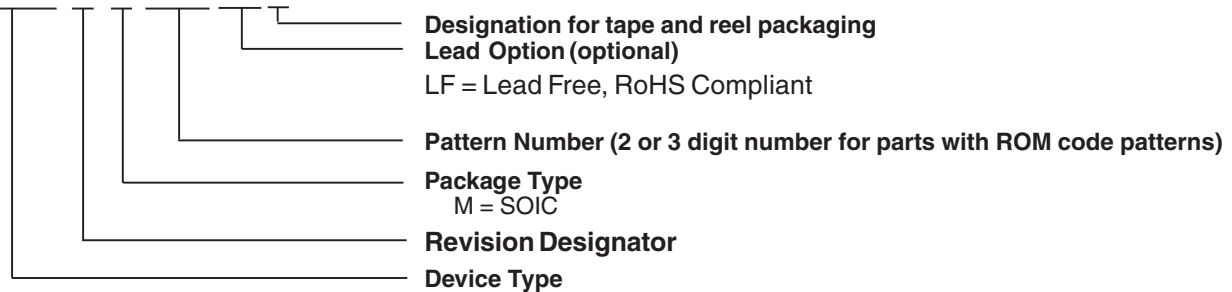 Designation for tape and reel packaging
Lead Option (optional)
LF = Lead Free, RoHS Compliant
Pattern Number (2 or 3 digit number for parts with ROM code patterns)
Package Type
M = SOIC
Revision Designator
Device Type